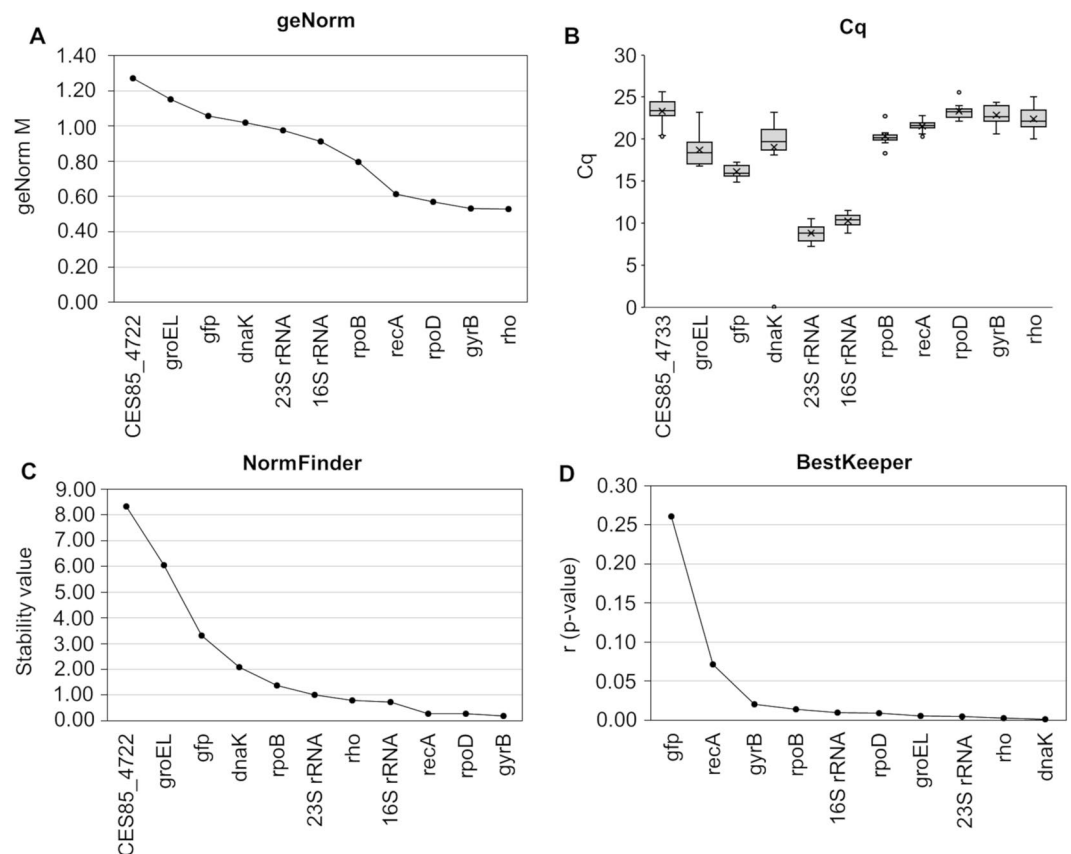 A
geNorm
geNorm M
1.40
1.20
1.00
0.80
0.60
0.40
0.20
0.00
CES85_4722
groEL
gfp
dnaK
23S rRNA
16S rRNA
rpoB
recA
rpoD
gyrB
rho
B
Cq
Cq
30
25
20
15
10
5
0
CES85_4733
groEL
gfp
dnaK
23S rRNA
16S rRNA
rpoB
recA
rpoD
gyrB
rho
C
NormFinder
Stability value
9.00
8.00
7.00
6.00
5.00
4.00
3.00
2.00
1.00
0.00
CES85_4722
groEL
gfp
dnaK
rpoB
23S rRNA
rho
16S rRNA
recA
rpoD
gyrB
D
BestKeeper
r (p-value)
0.30
0.25
0.20
0.15
0.10
0.05
0.00
gfp
recA
gyrB
rpoB
16S rRNA
rpoD
groEL
23S rRNA
rho
dnaK